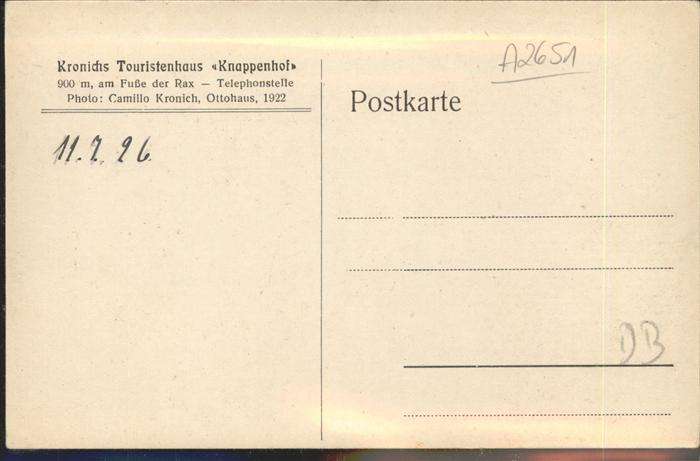 Kronichs Touristenhaus «Knappenhof»
900 m, am Fuße der Rax — Telephonstelle
Photo: Camillo Kronich, Ottohaus, 1922
11.7.26.
A2651
Postkarte
DB